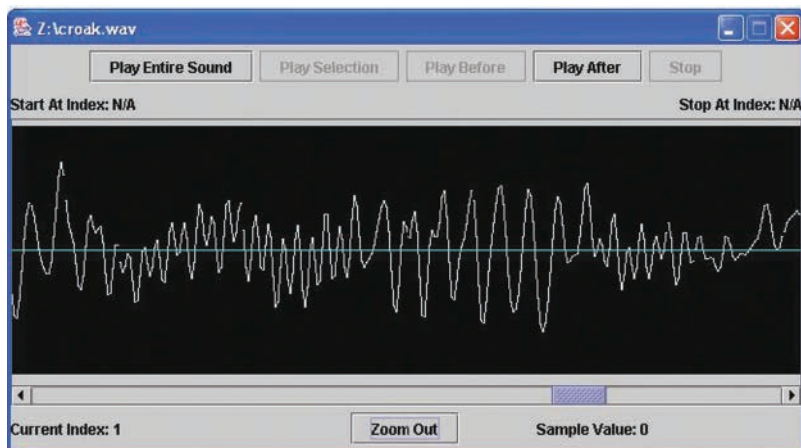 Z:\croak.wav
Play Entire Sound Play Selection Play Before Play After Stop
Start At Index: N/A Stop At Index: N/A
Current Index: 1 Zoom Out Sample Value: 0